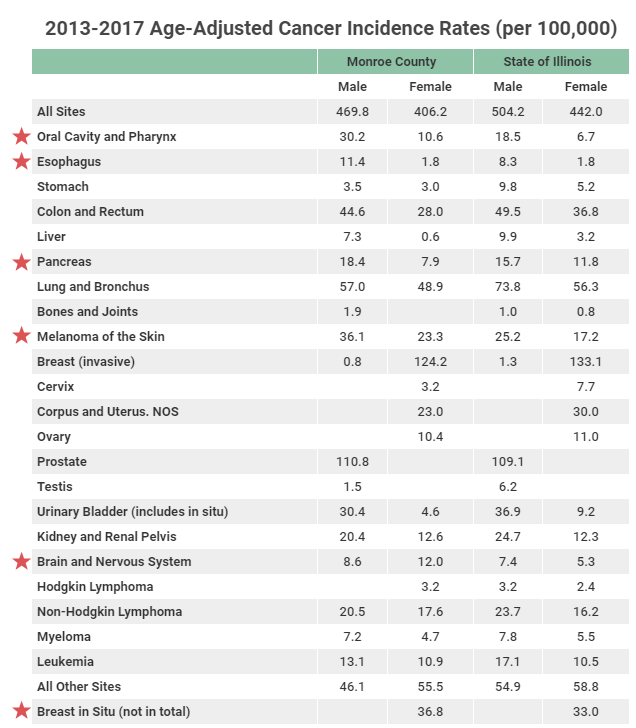 2013-2017 Age-Adjusted Cancer Incidence Rates (per 100,000)
Monroe County State of Illinois
Male Female Male Female
All Sites 469.8 406.2 504.2 442.0
Oral Cavity and Pharynx 30.2 10.6 18.5 6.7
Esophagus 11.4 1.8 8.3 1.8
Stomach 3.5 3.0 9.8 5.2
Colon and Rectum 44.6 28.0 49.5 36.8
Liver 7.3 0.6 9.9 3.2
Pancreas 18.4 7.9 15.7 11.8
Lung and Bronchus 57.0 48.9 73.8 56.3
Bones and Joints 1.9 1.0 0.8
Melanoma of the Skin 36.1 23.3 25.2 17.2
Breast (invasive) 0.8 124.2 1.3 133.1
Cervix 3.2 7.7
Corpus and Uterus. NOS 23.0 30.0
Ovary 10.4 11.0
Prostate 110.8 109.1
Testis 1.5 6.2
Urinary Bladder (includes in situ) 30.4 4.6 36.9 9.2
Kidney and Renal Pelvis 20.4 12.6 24.7 12.3
Brain and Nervous System 8.6 12.0 7.4 5.3
Hodgkin Lymphoma 3.2 3.2 2.4
Non-Hodgkin Lymphoma 20.5 17.6 23.7 16.2
Myeloma 7.2 4.7 7.8 5.5
Leukemia 13.1 10.9 17.1 10.5
All Other Sites 46.1 55.5 54.9 58.8
Breast in Situ (not in total) 36.8 33.0